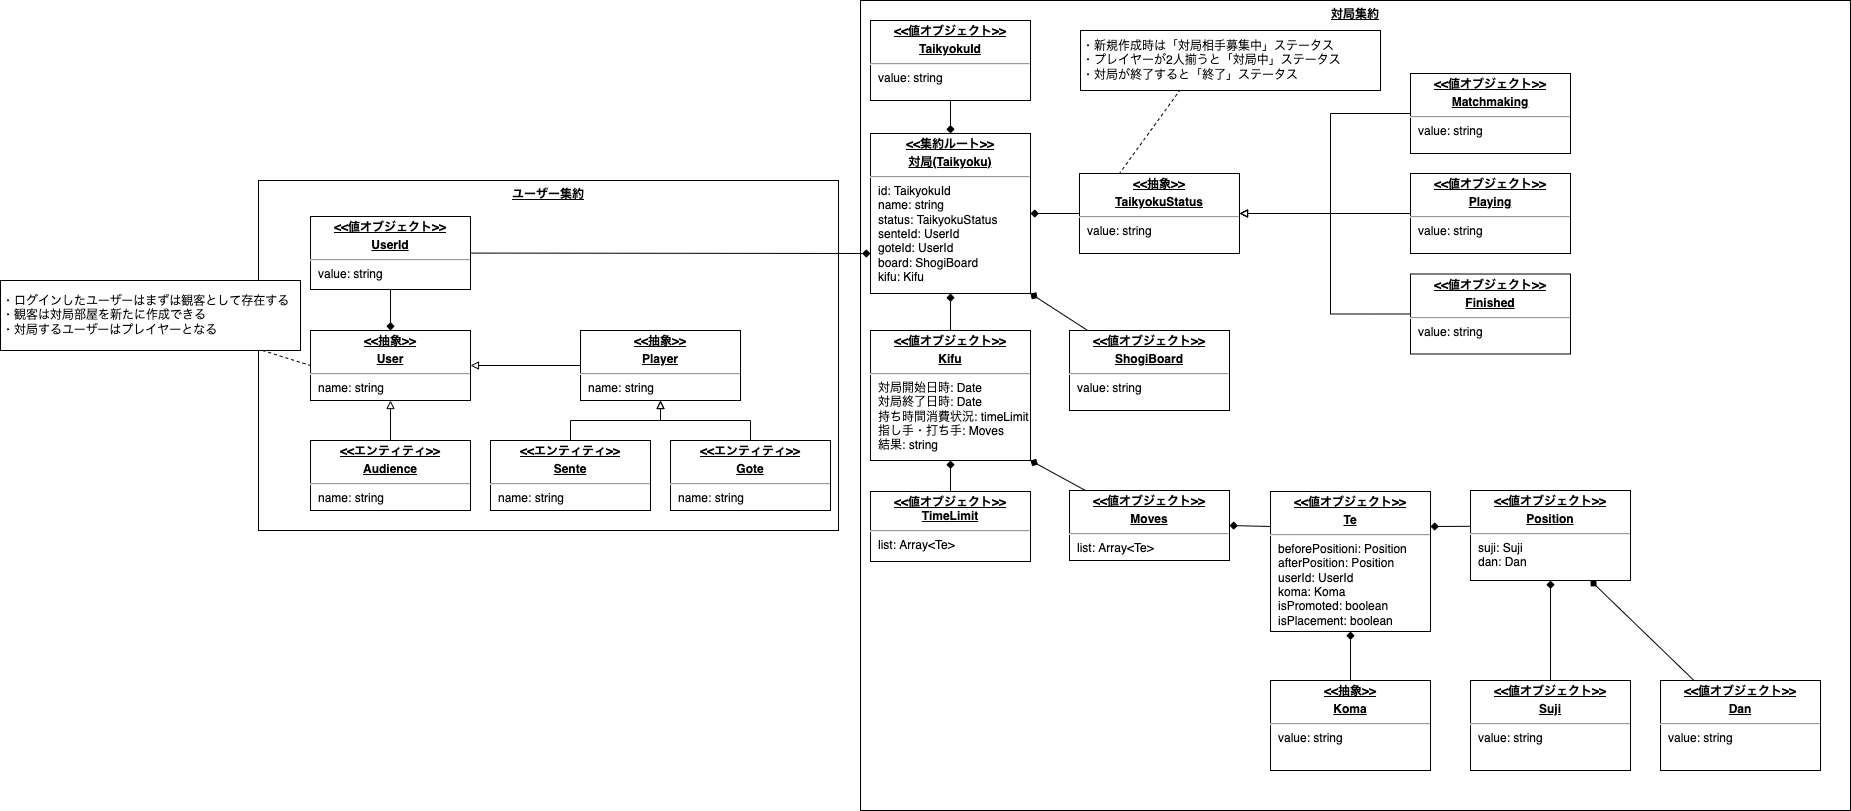 対局集約
<<値オブジェクト>>
TaikyokuId
value: string
・新規作成時は「対局相手募集中」ステータス
・プレイヤーが2人揃うと「対局中」ステータス
・対局が終了すると「終了」ステータス
<<値オブジェクト>>
Matchmaking
value: string
<<集約ルート>>
対局(Taikyoku)
id: TaikyokuId
name: string
status: TaikyokuStatus
senteId: UserId
goteId: UserId
board: ShogiBoard
kifu: Kifu
<<抽象>>
TaikyokuStatus
value: string
<<値オブジェクト>>
Playing
value: string
<<値オブジェクト>>
Finished
value: string
ユーザー集約
<<値オブジェクト>>
UserId
value: string
・ログインしたユーザーはまずは観客として存在する
・観客は対局部屋を新たに作成できる
・対局するユーザーはプレイヤーとなる
<<抽象>>
User
name: string
<<抽象>>
Player
name: string
<<エンティティ>>
Audience
name: string
<<エンティティ>>
Sente
name: string
<<エンティティ>>
Gote
name: string
<<値オブジェクト>>
Kifu
対局開始日時: Date
対局終了日時: Date
持ち時間消費状況: timeLimit
指し手・打ち手: Moves
結果: string
<<値オブジェクト>>
ShogiBoard
value: string
<<値オブジェクト>>
TimeLimit
list: Array<Te>
<<値オブジェクト>>
Moves
list: Array<Te>
<<値オブジェクト>>
Te
beforePositioni: Position
afterPosition: Position
userId: UserId
koma: Koma
isPromoted: boolean
isPlacement: boolean
<<値オブジェクト>>
Position
suji: Suji
dan: Dan
<<抽象>>
Koma
value: string
<<値オブジェクト>>
Suji
value: string
<<値オブジェクト>>
Dan
value: string